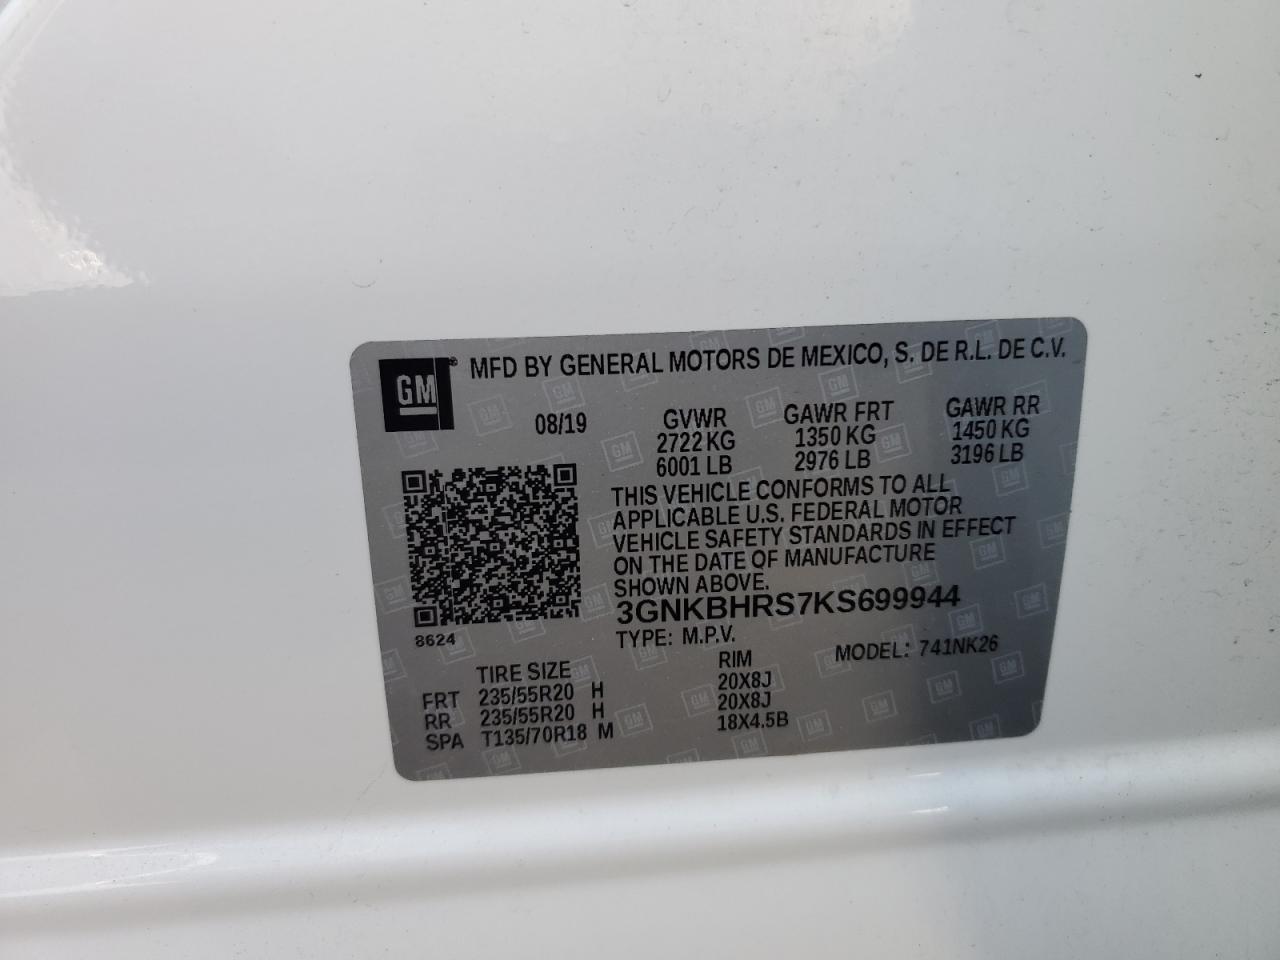 GM® MFD BY GENERAL MOTORS DE MEXICO, S. DE R.L. DE C.V.
08/19 GVWR GAWR FRT GAWR RR
2722 KG 1350 KG 1450 KG
6001 LB 2976 LB 3196 LB
THIS VEHICLE CONFORMS TO ALL
APPLICABLE U.S. FEDERAL MOTOR
VEHICLE SAFETY STANDARDS IN EFFECT
ON THE DATE OF MANUFACTURE
SHOWN ABOVE.
3GNKBHRS7KS699944
8624
TYPE: M.P.V. MODEL: 741NK26
TIRE SIZE RIM
FRT 235/55R20 H 20X8J
RR 235/55R20 H 20X8J
SPA T135/70R18 M 18X4.5B